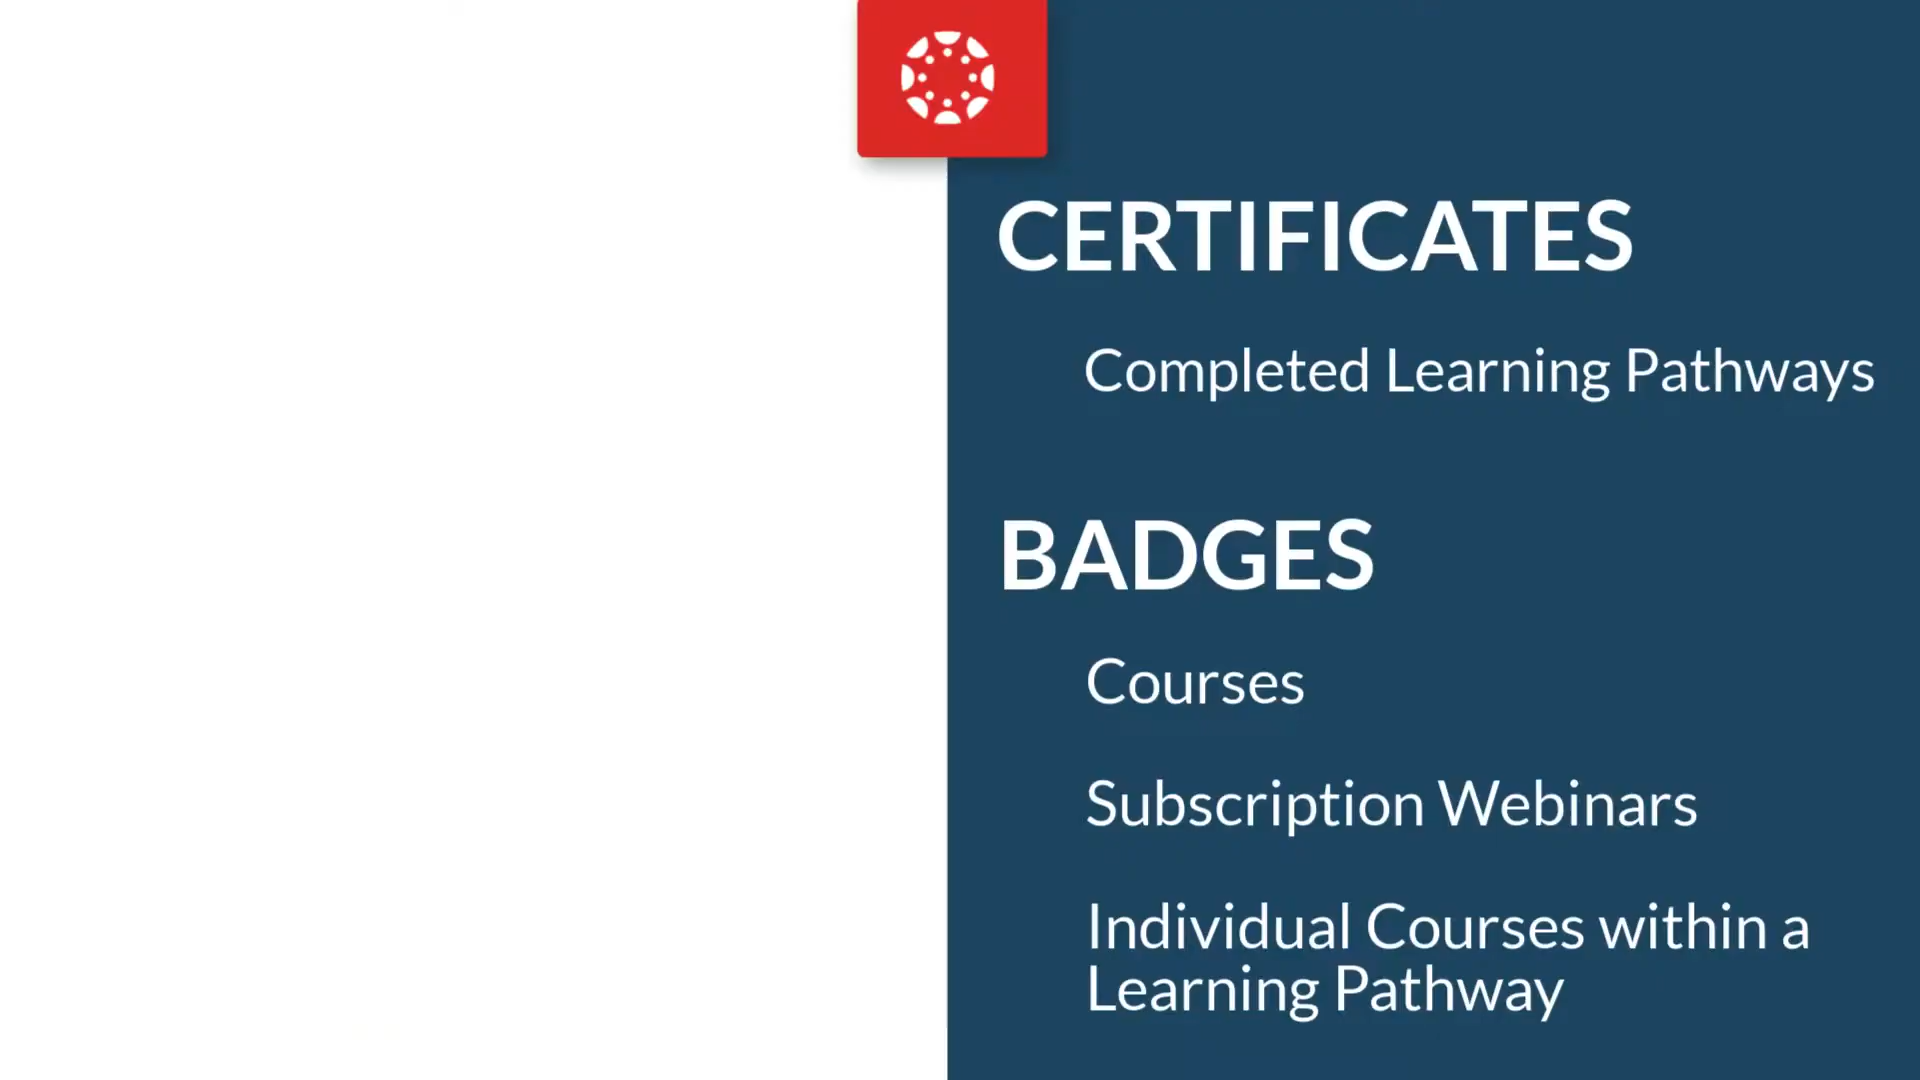 CERTIFICATES
Completed Learning Pathways
BADGES
Courses
Subscription Webinars
Individual Courses within a
Learning Pathway